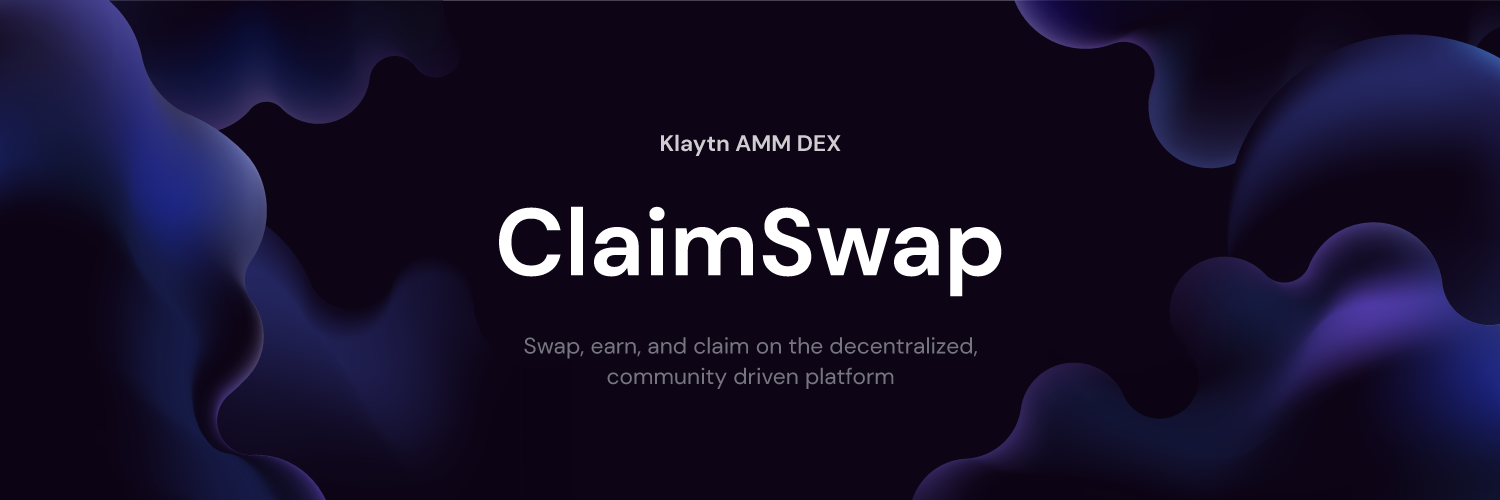 Klaytn AMM DEX
ClaimSwap
Swap, earn, and claim on the decentralized,
community driven platform